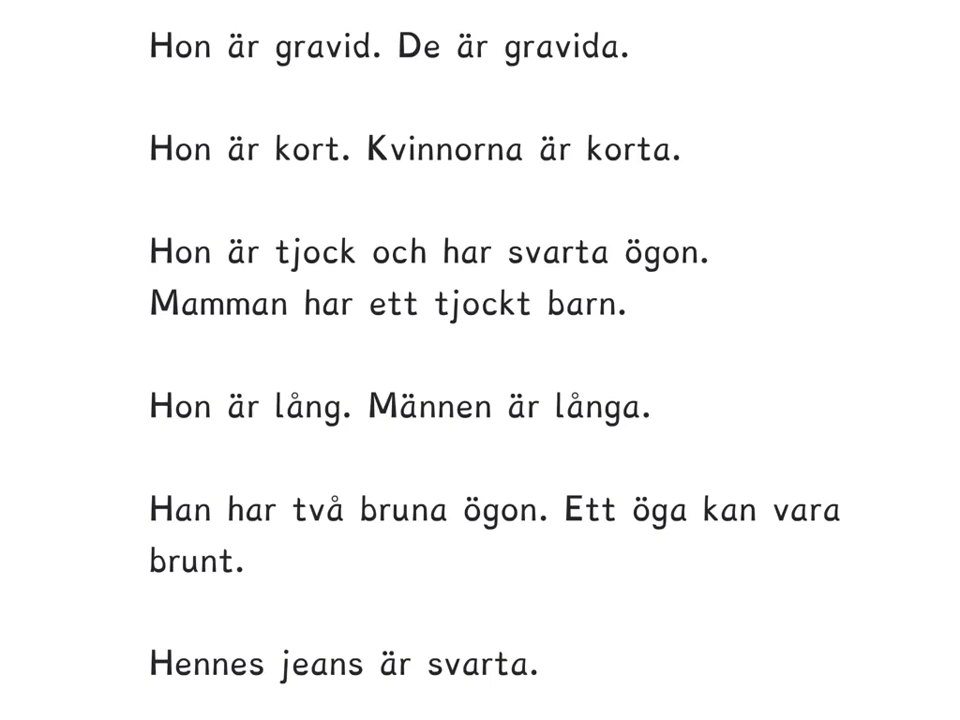 Hon är gravid. De är gravida.
Hon är kort. Kvinnorna är korta.
Hon är tjock och har svarta ögon.
Mamman har ett tjockt barn.
Hon är lång. Männen är långa.
Han har två bruna ögon. Ett öga kan vara
brunt.
Hennes jeans är svarta.